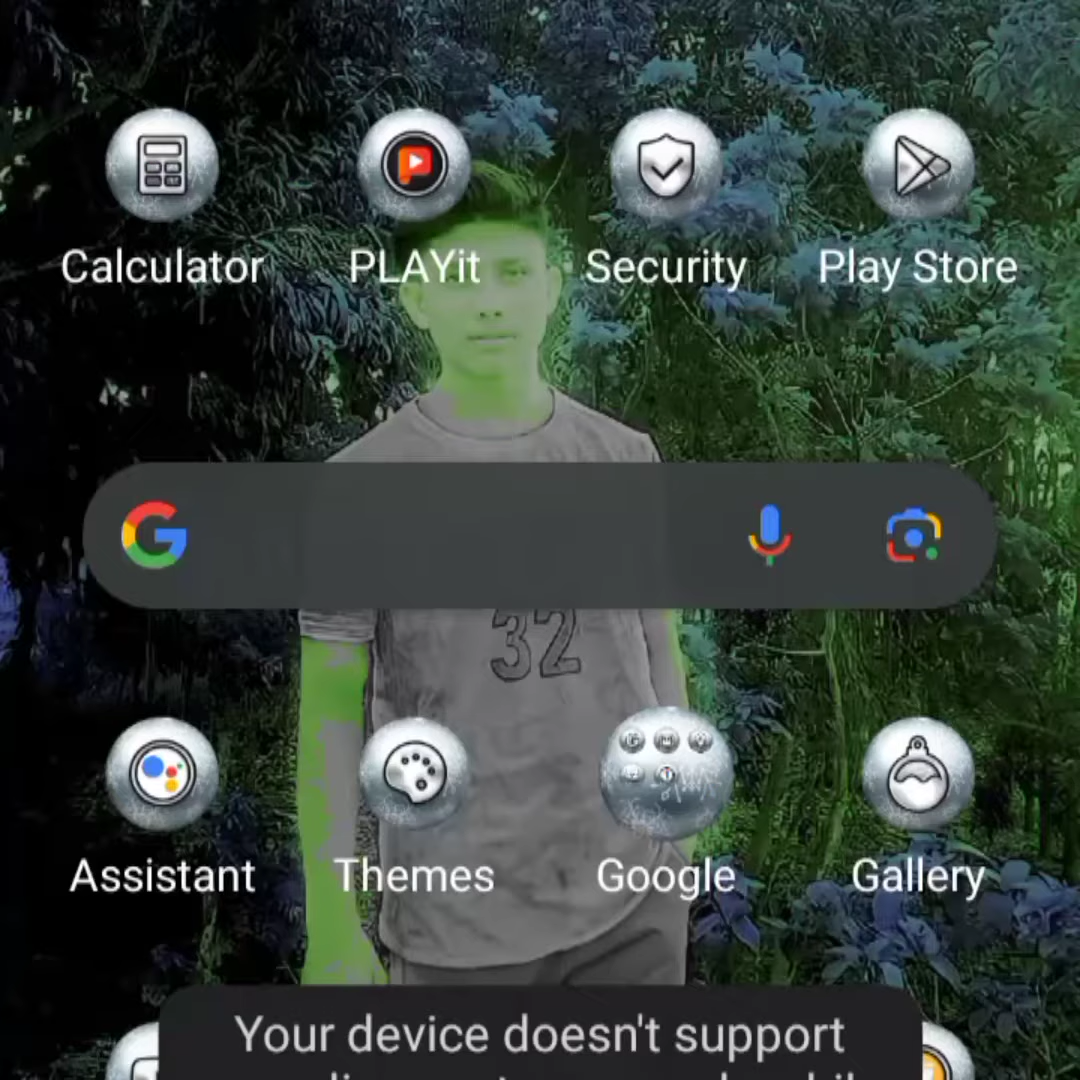 Calculator PLAYit Security Play Store
G
32
Assistant Themes Google Gallery
Your device doesn't support